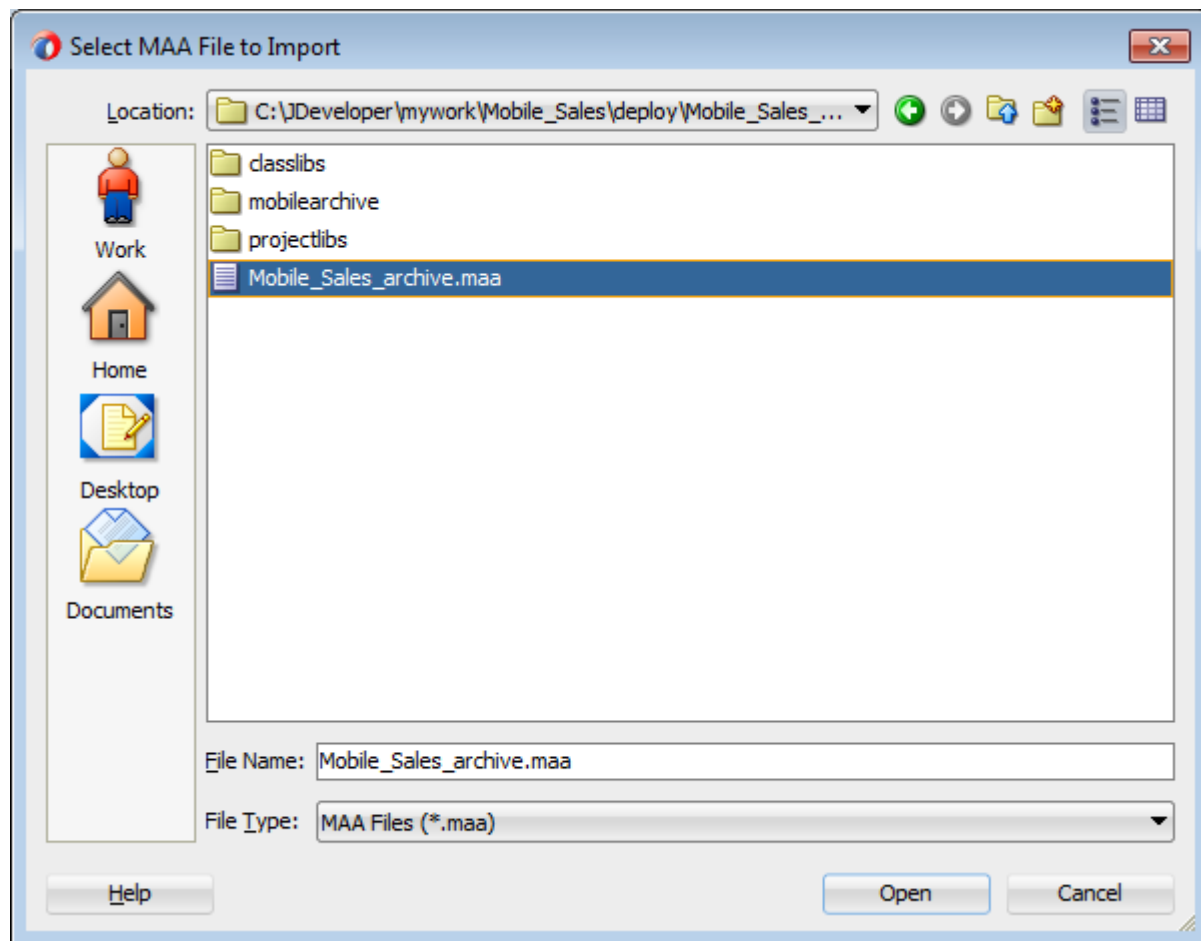 Select MAA File to Import
Location: C:\JDeveloper\mywork\Mobile_Sales\deploy\Mobile_Sales_...
classlibs
mobilearchive
projectlibs
Mobile_Sales_archive.maa
Work
Home
Desktop
Documents
File Name: Mobile_Sales_archive.maa
File Type: MAA Files (*.maa)
Help Open Cancel